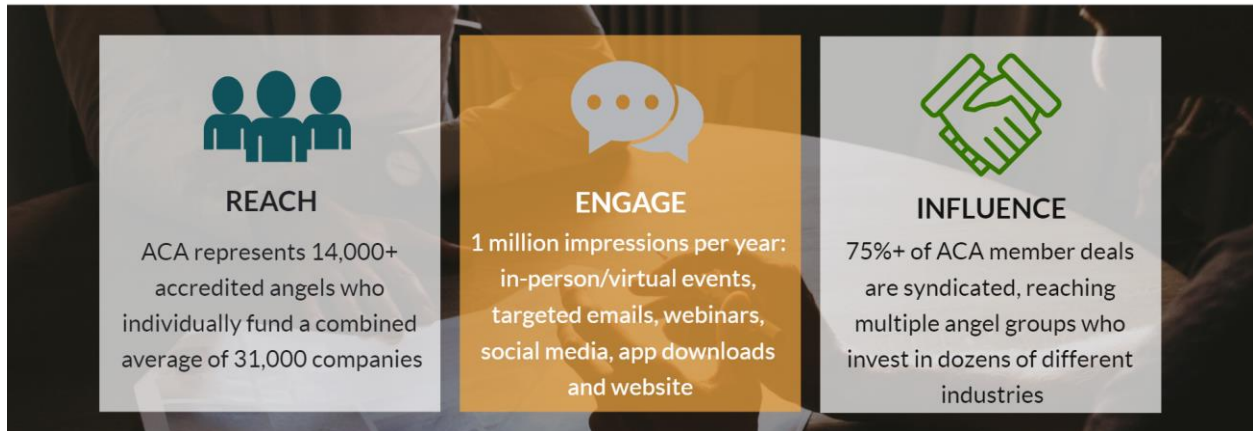 REACH
ACA represents 14,000+
accredited angels who
individually fund a combined
average of 31,000 companies
ENGAGE
1 million impressions per year:
in-person/virtual events,
targeted emails, webinars,
social media, app downloads
and website
INFLUENCE
75%+ of ACA member deals
are syndicated, reaching
multiple angel groups who
invest in dozens of different
industries